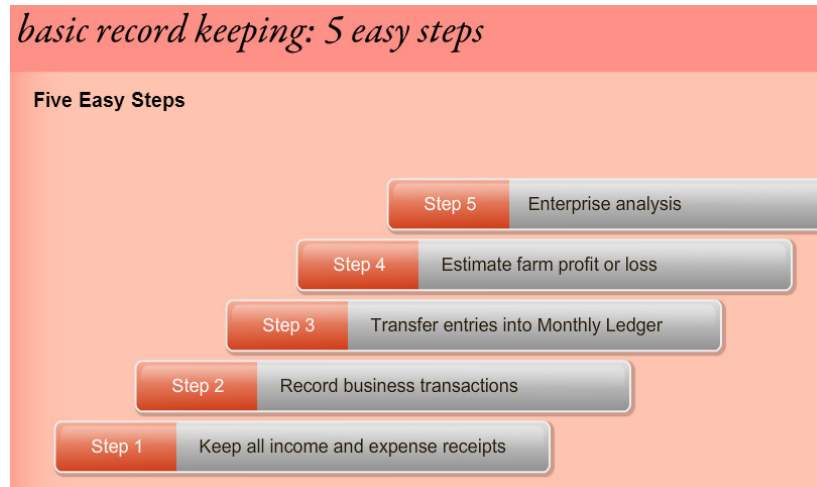 basic record keeping: 5 easy steps
Five Easy Steps
Step 5 Enterprise analysis
Step 4 Estimate farm profit or loss
Step 3 Transfer entries into Monthly Ledger
Step 2 Record business transactions
Step 1 Keep all income and expense receipts